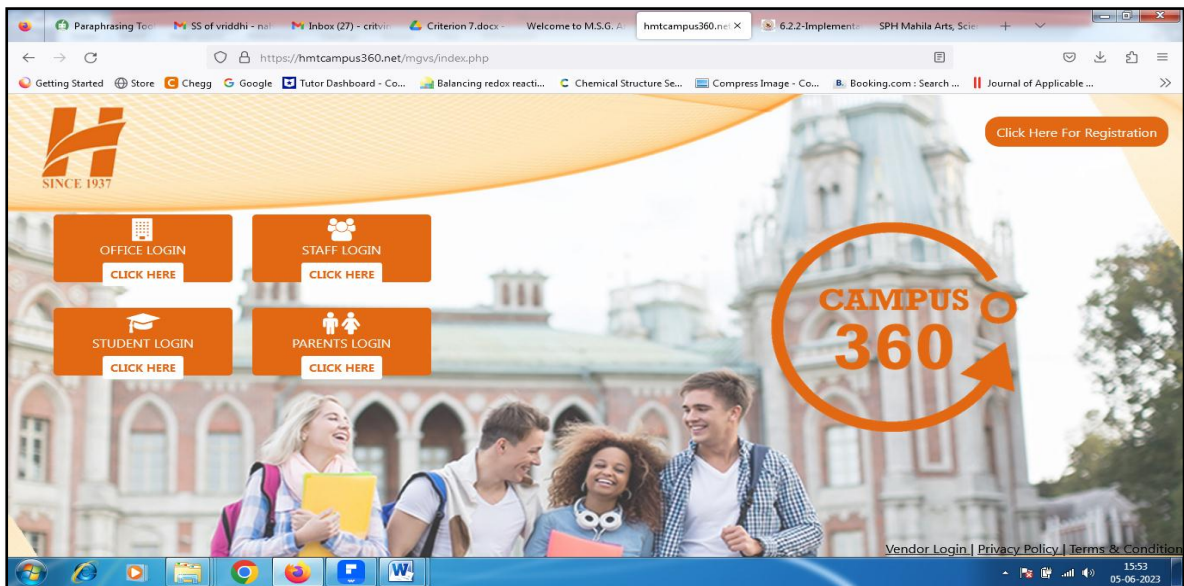 Paraphrasing Too
SS of vriddhi - nal
Inbox (27) - critvir
Criterion 7.docx -
Welcome to M.S.G. A
hmtcampus360.net
6.2.2-Implementa
SPH Mahila Arts, Scie
https://hmtcampus360.net/mgvs/index.php
Getting Started
Store
Chegg
Google
Tutor Dashboard - Co...
Balancing redox reacti...
Chemical Structure Se...
Compress Image - Co...
Booking.com : Search ...
Journal of Applicable ...
H
SINCE 1937
Click Here For Registration
OFFICE LOGIN
CLICK HERE
STAFF LOGIN
CLICK HERE
STUDENT LOGIN
CLICK HERE
PARENTS LOGIN
CLICK HERE
CAMPUS
360
Vendor Login | Privacy Policy | Terms & Condition
15:53
05-06-2023